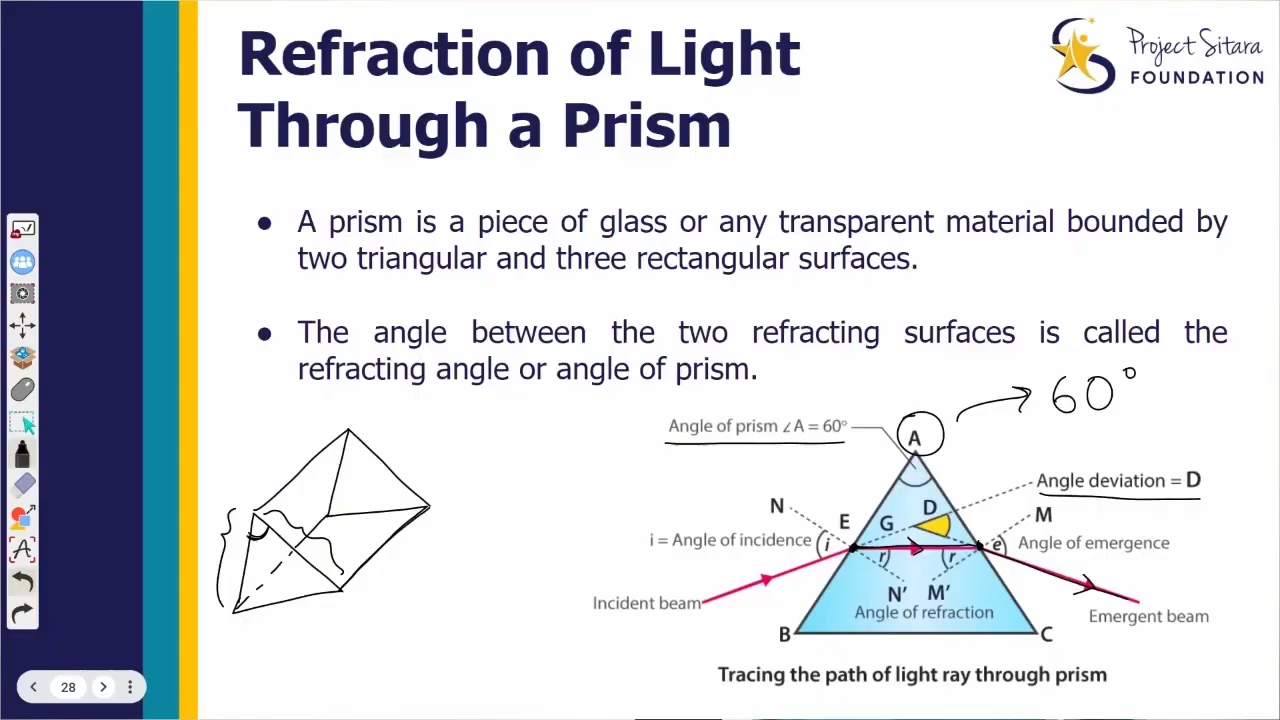 Refraction of Light
Through a Prism
Project Sitara
FOUNDATION
● A prism is a piece of glass or any transparent material bounded by
two triangular and three rectangular surfaces.
● The angle between the two refracting surfaces is called the
refracting angle or angle of prism.
60°
Angle of prism ∠A = 60°
A
Angle deviation = D
N
E
G
D
M
i = Angle of incidence
i
r
r
e
Angle of emergence
Incident beam
N' M'
Angle of refraction
Emergent beam
B
C
Tracing the path of light ray through prism
28